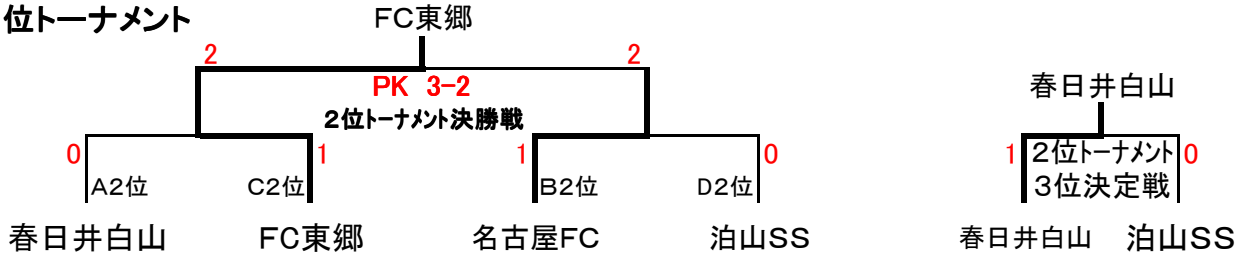 位トーナメント
FC東郷
2
2
PK 3-2
2位トーナメント決勝戦
0
1
1
0
A2位
C2位
B2位
D2位
春日井白山
FC東郷
名古屋FC
泊山SS
春日井白山
1
2位トーナメント
0
3位決定戦
春日井白山
泊山SS